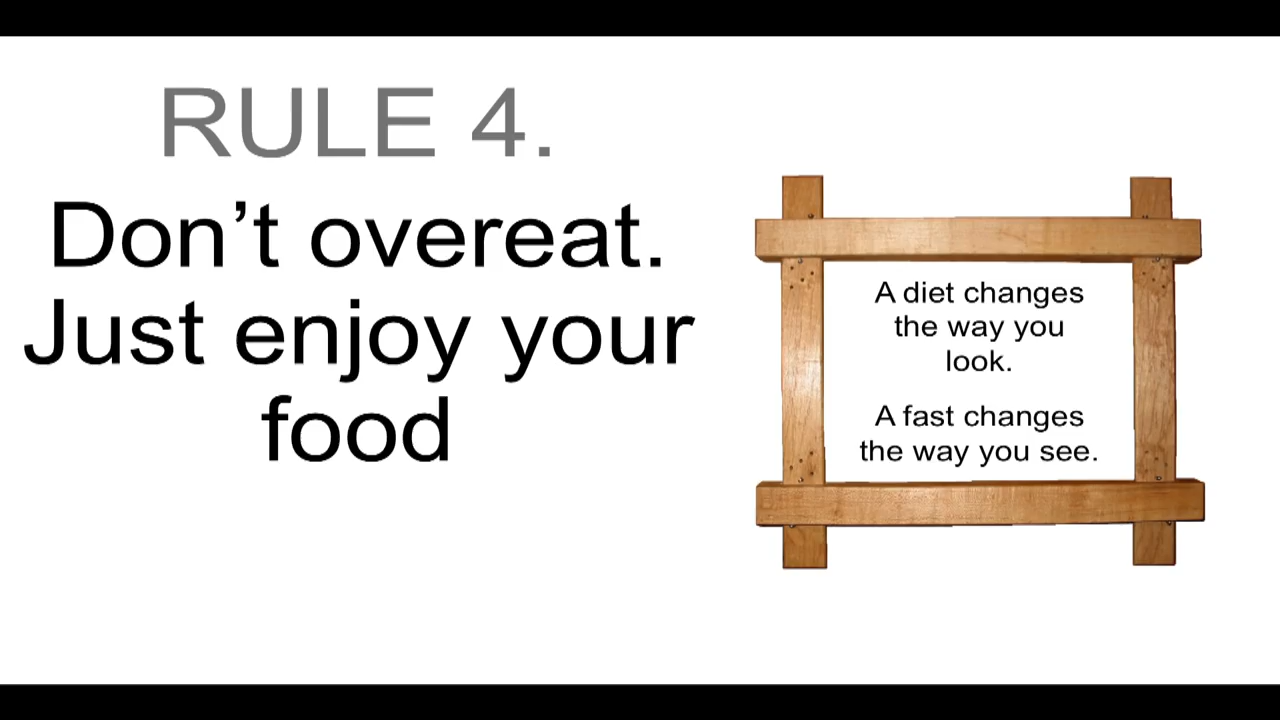 RULE 4.
Don’t overeat.
Just enjoy your
food
A diet changes
the way you
look.
A fast changes
the way you see.